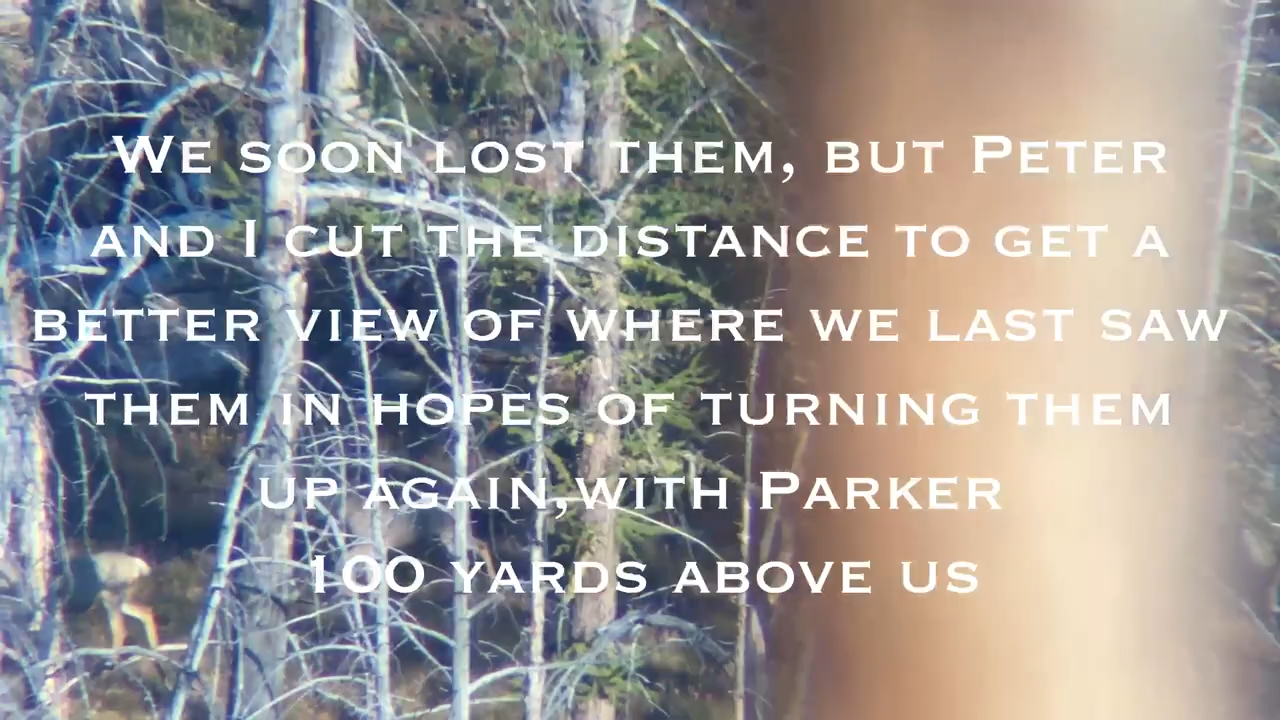 We soon lost them, but Peter
and I cut the distance to get a
better view of where we last saw
them in hopes of turning them
up again,with Parker
100 yards above us